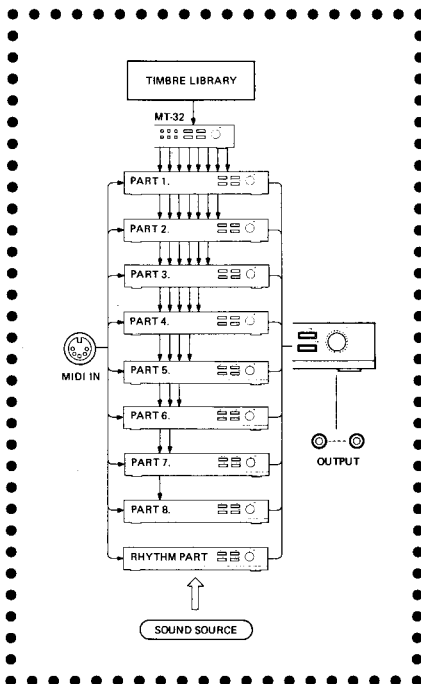 TIMBRE LIBRARY
MT-32
PART 1.
PART 2.
PART 3.
PART 4.
MIDI IN
PART 5.
PART 6.
OUTPUT
PART 7.
PART 8.
RHYTHM PART
SOUND SOURCE